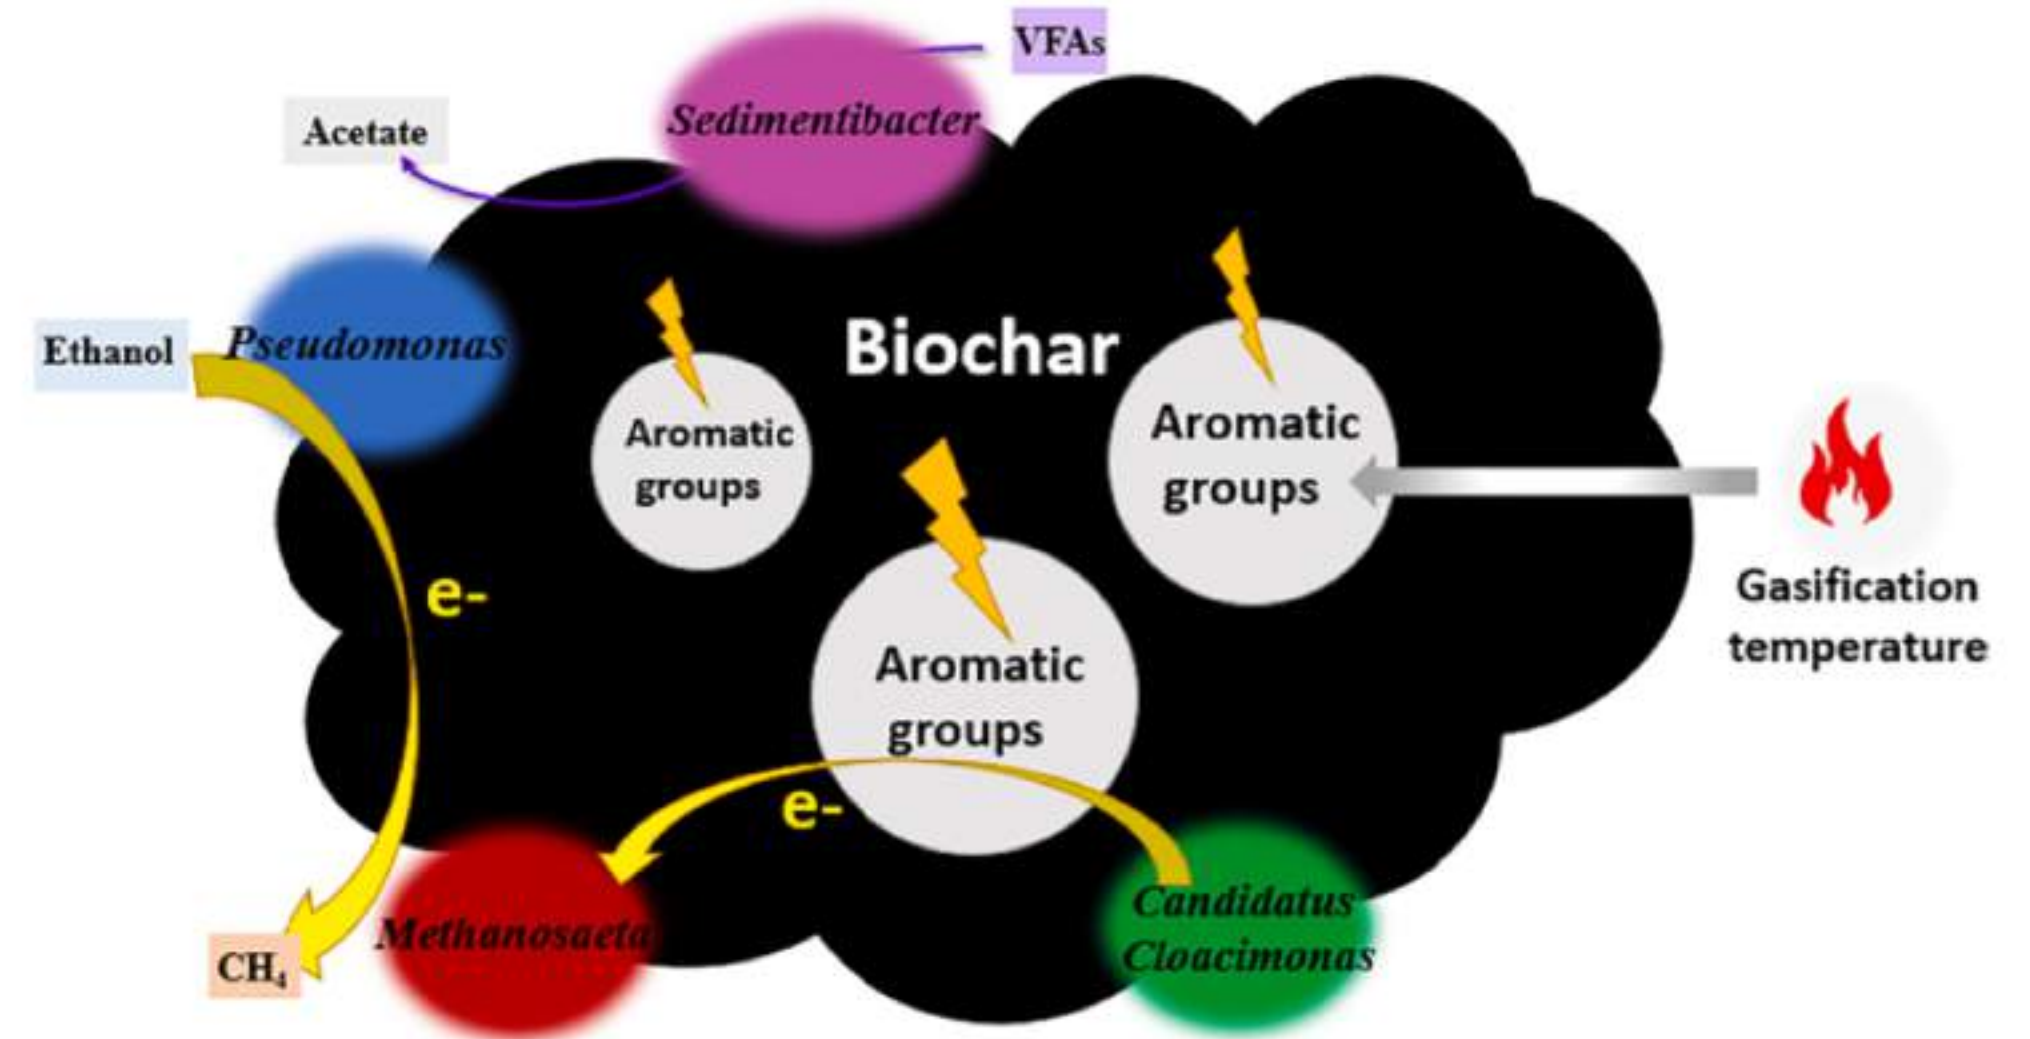 VFAs
Sedimentibacter
Acetate
Pseudomonas
Ethanol
Biochar
Aromatic
groups
Aromatic
groups
Aromatic
groups
Gasification
temperature
e-
e-
Methanosaeta
CH₄
Candidatus
Cloacimonas